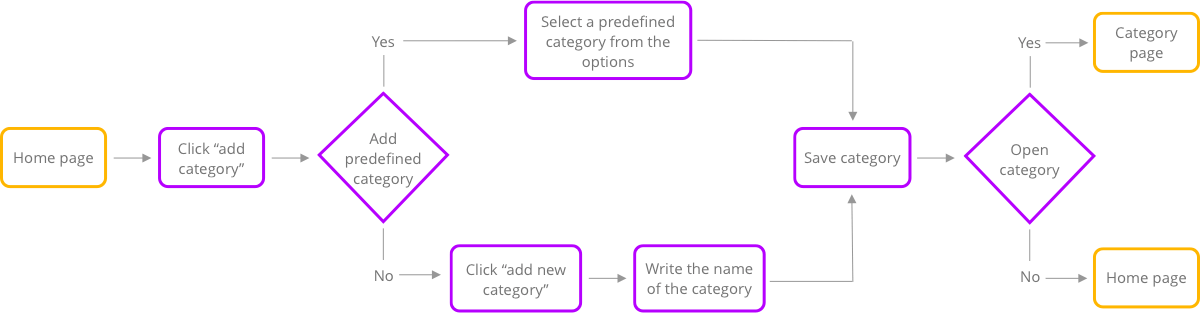 Home page
Click “add
category”
Add
predefined
category
Yes
Select a predefined
category from the
options
No
Click “add new
category”
Write the name
of the category
Save category
Open
category
Yes
Category
page
No
Home page